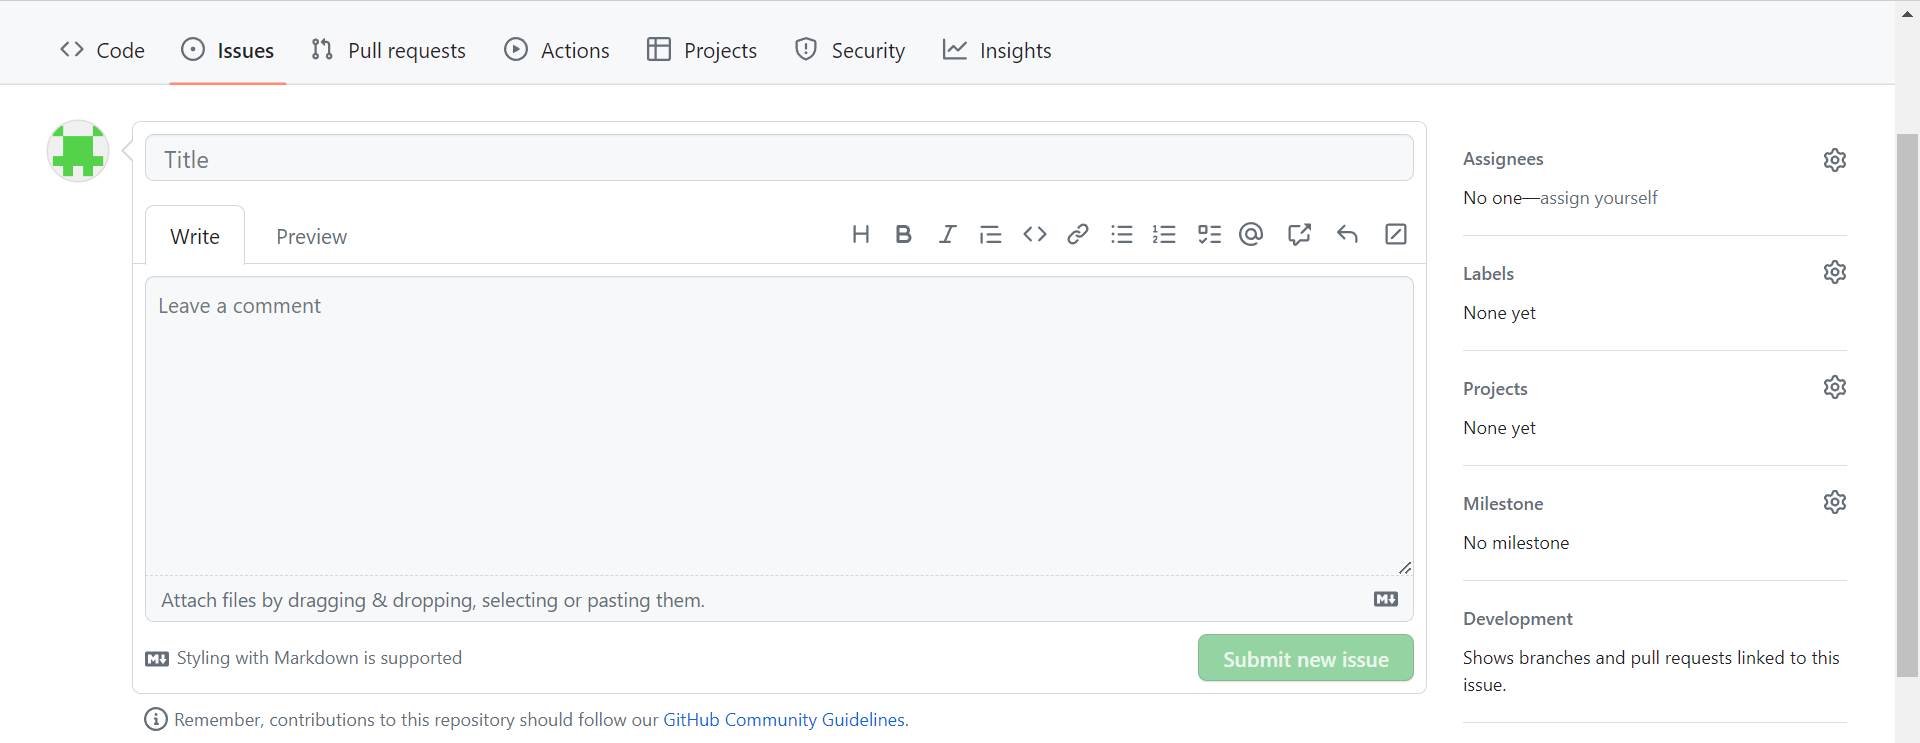 Code Issues Pull requests Actions Projects Security Insights
Title
Write Preview
Leave a comment
Attach files by dragging & dropping, selecting or pasting them.
Styling with Markdown is supported
Submit new issue
Remember, contributions to this repository should follow our GitHub Community Guidelines.
Assignees
No one—assign yourself
Labels
None yet
Projects
None yet
Milestone
No milestone
Development
Shows branches and pull requests linked to this
issue.